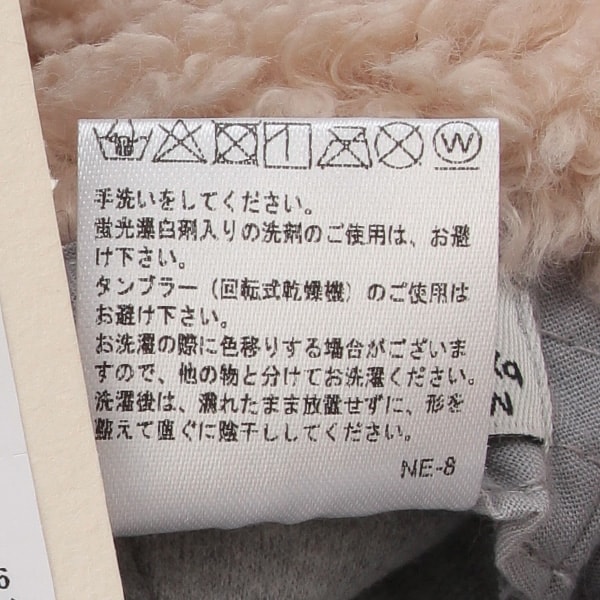 手洗いをしてください。
蛍光漂白剤入りの洗剤のご使用は、お避
け下さい。
タンブラー（回転式乾燥機）のご使用は
お避け下さい。
お洗濯の際に色移りする場合がございま
すので、他の物と分けてお洗濯ください。
洗濯後は、濡れたまま放置せずに、形を
整えて直ぐに陰干ししてください。
NE-8
W
6